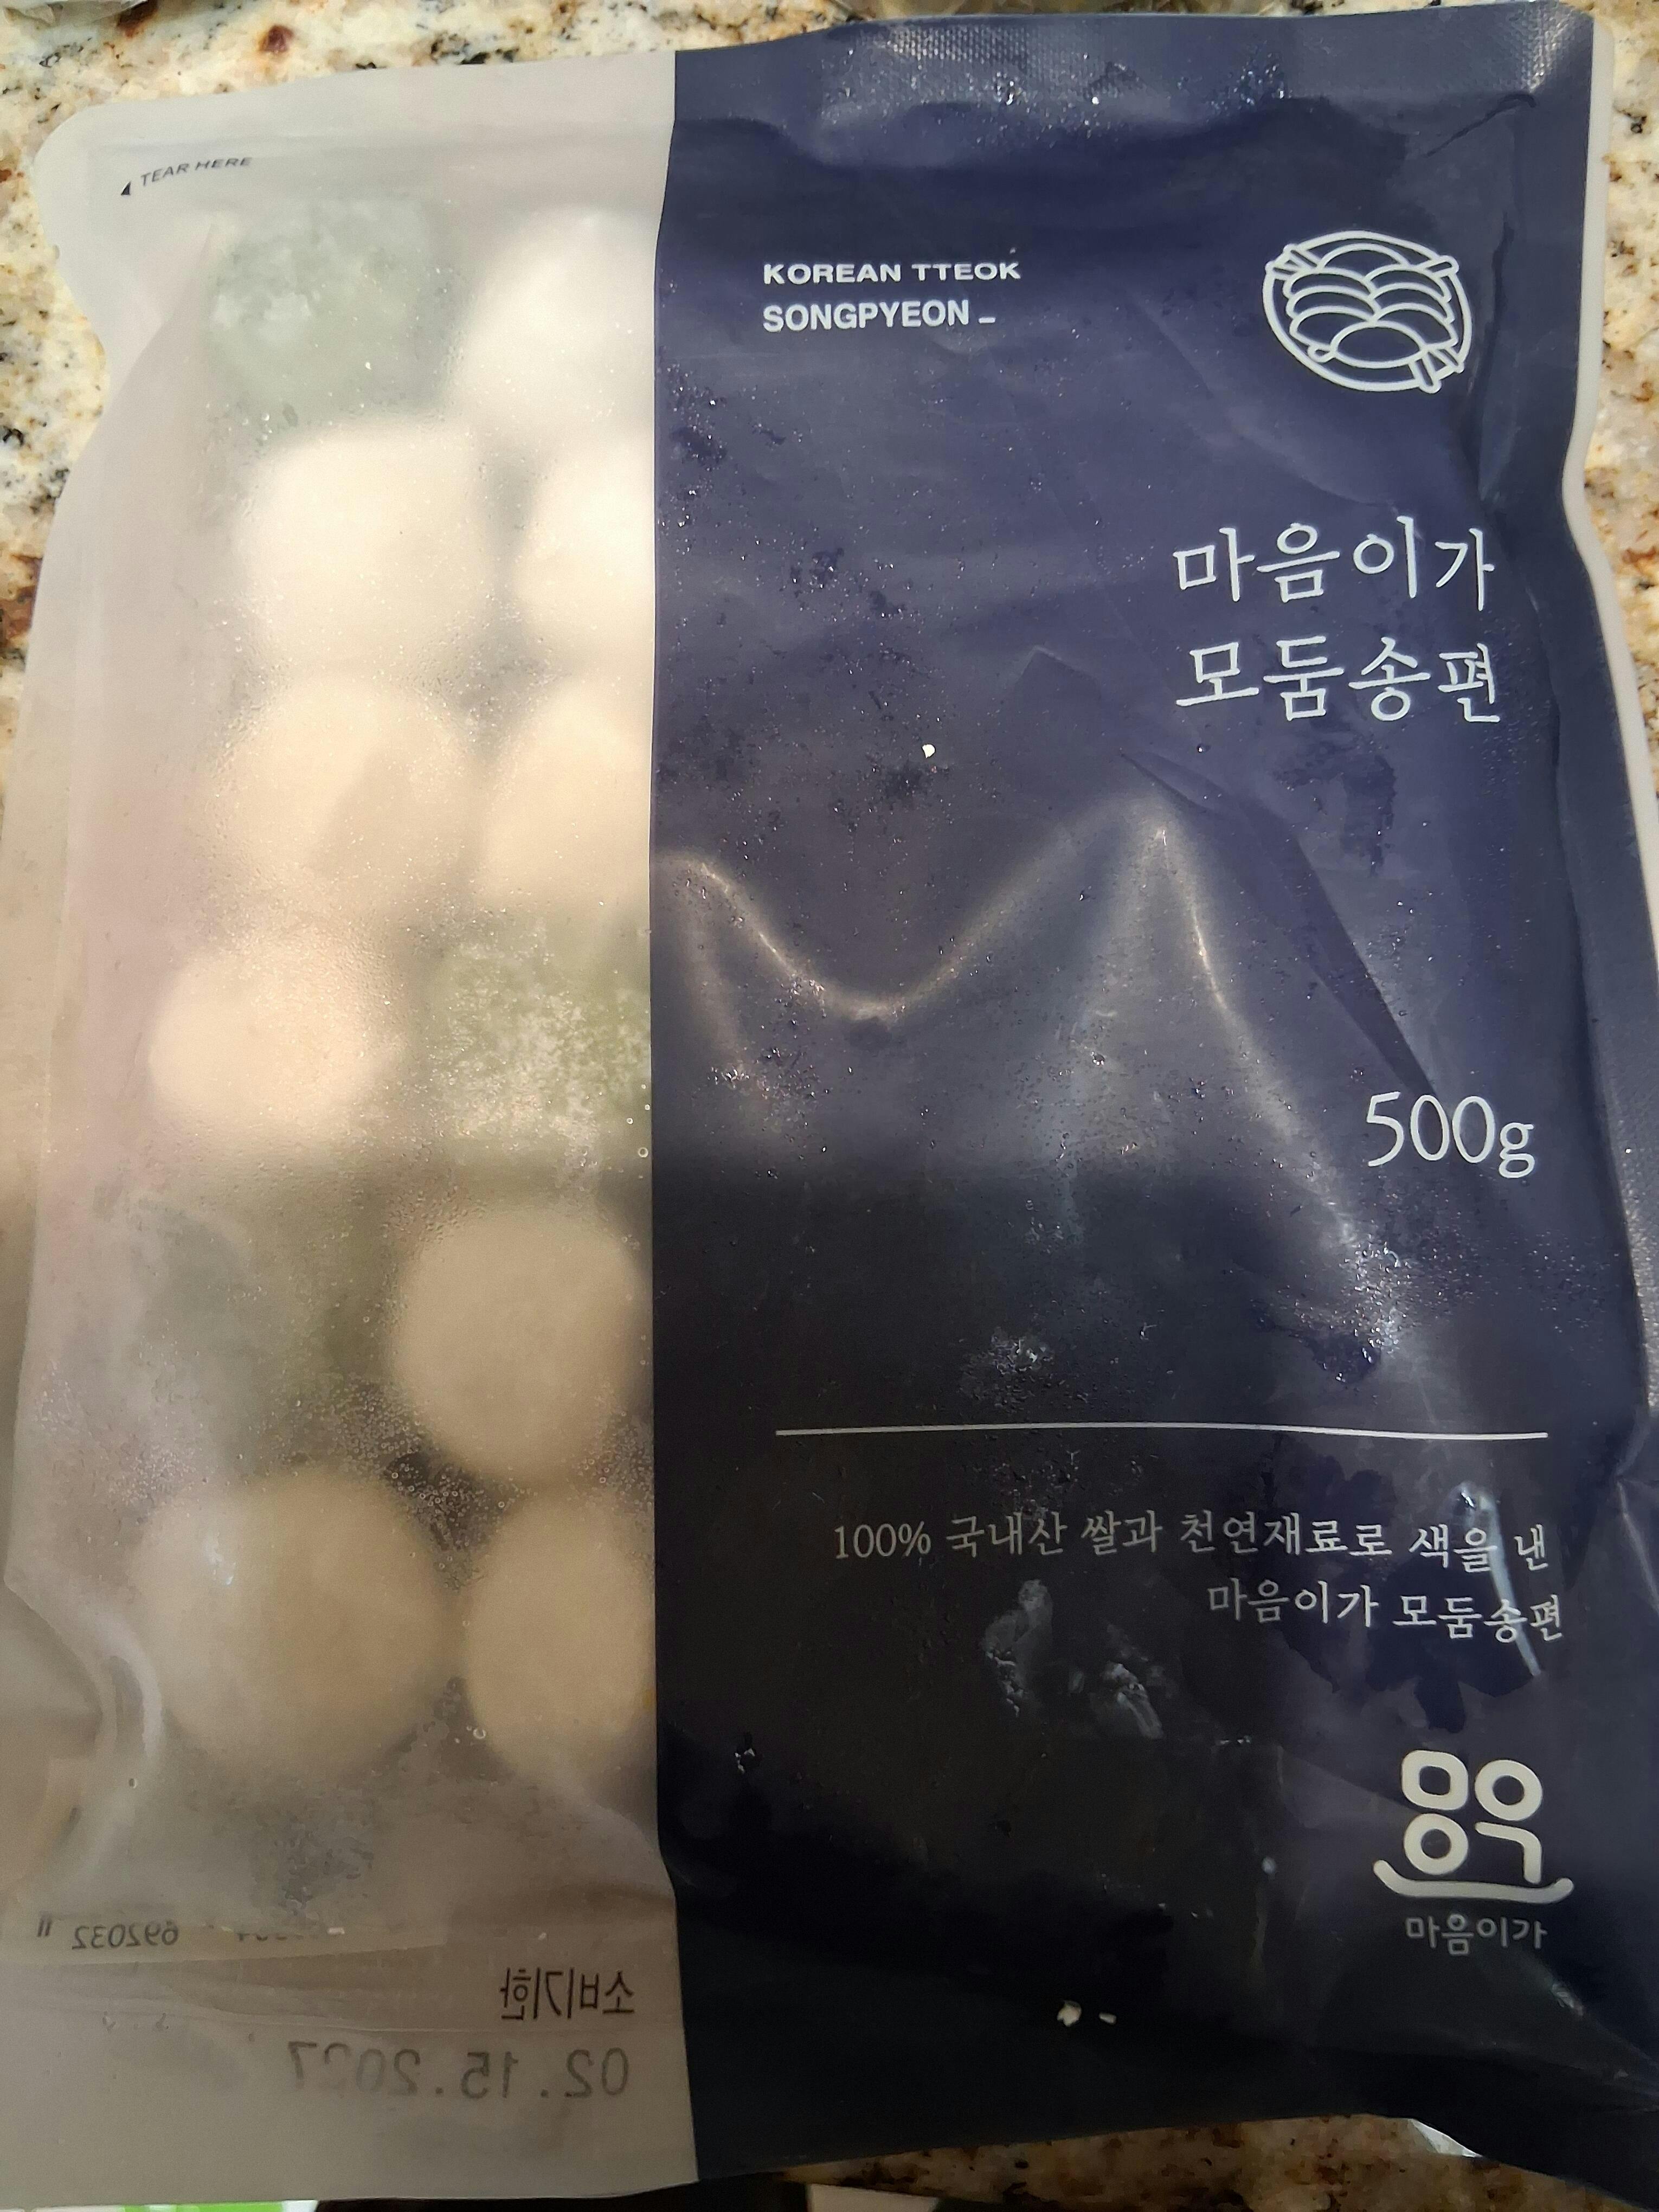 TEAR HERE
KOREAN TTEOK
SONGPYEON
마음이가
모둠송편
500g
100% 국내산 쌀과 천연재료로 색을 낸
마음이가 모둠송편
마음이가
692032
소비기한
02.15.2027